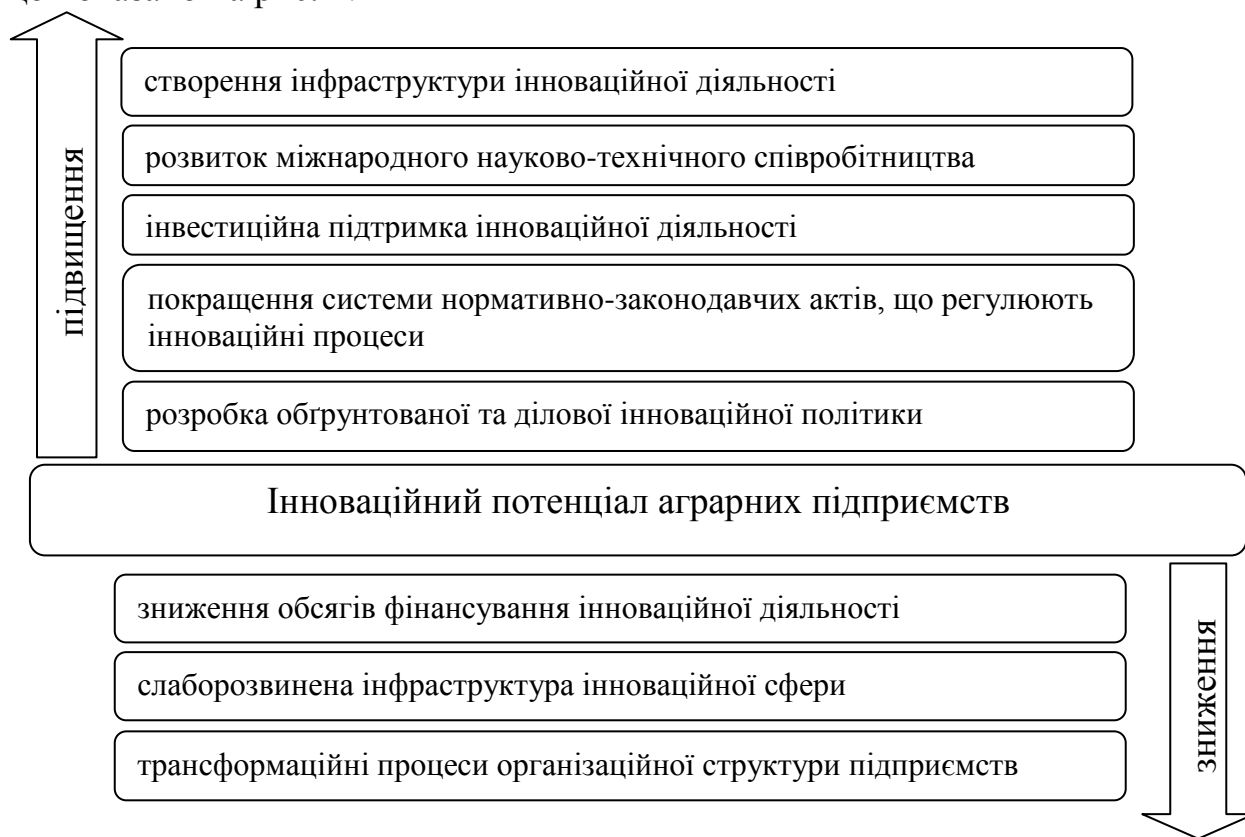 створення інфраструктури інноваційної діяльності
розвиток міжнародного науково-технічного співробітництва
інвестиційна підтримка інноваційної діяльності
покращення системи нормативно-законодавчих актів, що регулюють
інноваційні процеси
розробка обґрунтованої та ділової інноваційної політики
підвищення
Інноваційний потенціал аграрних підприємств
зниження обсягів фінансування інноваційної діяльності
слаборозвинена інфраструктура інноваційної сфери
трансформаційні процеси організаційної структури підприємств
зниження